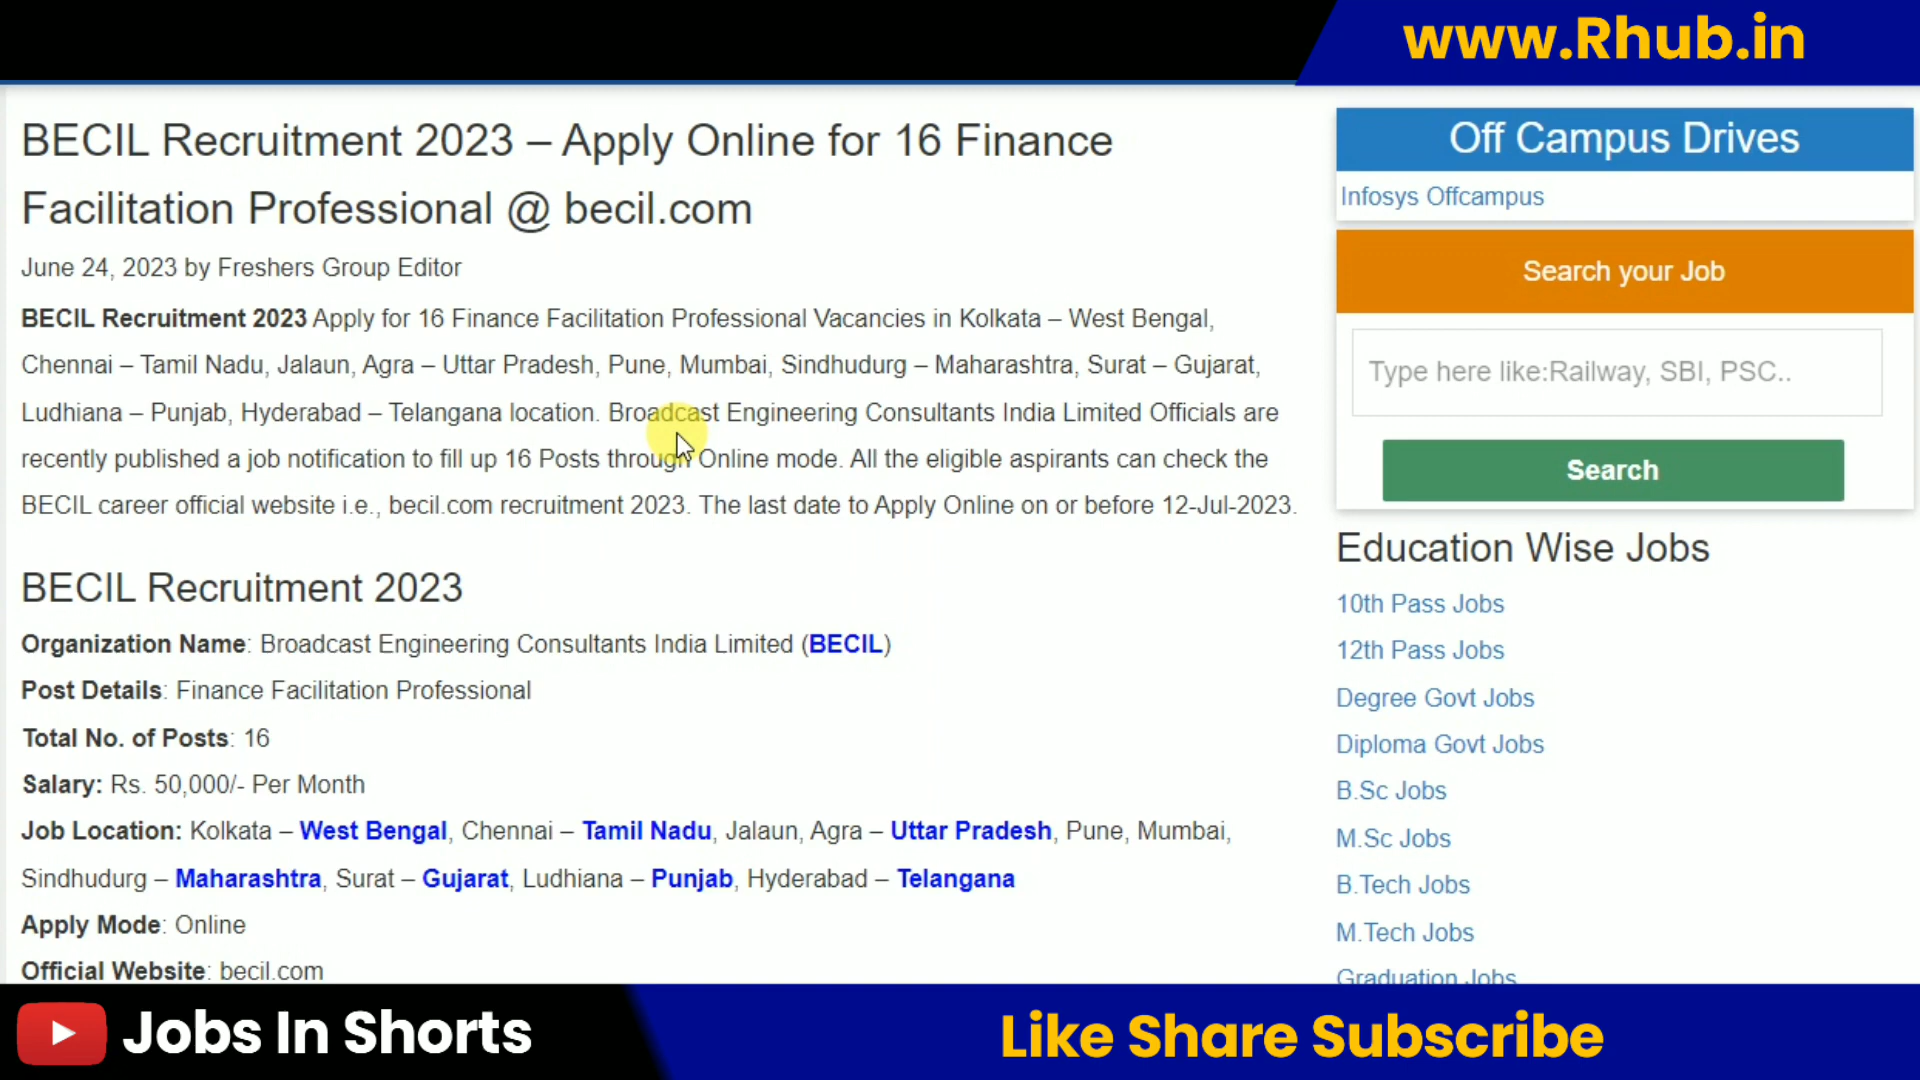 www.Rhub.in
BECIL Recruitment 2023 – Apply Online for 16 Finance
Facilitation Professional @ becil.com
June 24, 2023 by Freshers Group Editor
BECIL Recruitment 2023 Apply for 16 Finance Facilitation Professional Vacancies in Kolkata – West Bengal,
Chennai – Tamil Nadu, Jalaun, Agra – Uttar Pradesh, Pune, Mumbai, Sindhudurg – Maharashtra, Surat – Gujarat,
Ludhiana – Punjab, Hyderabad – Telangana location. Broadcast Engineering Consultants India Limited Officials are
recently published a job notification to fill up 16 Posts through Online mode. All the eligible aspirants can check the
BECIL career official website i.e., becil.com recruitment 2023. The last date to Apply Online on or before 12-Jul-2023.
BECIL Recruitment 2023
Organization Name: Broadcast Engineering Consultants India Limited (BECIL)
Post Details: Finance Facilitation Professional
Total No. of Posts: 16
Salary: Rs. 50,000/- Per Month
Job Location: Kolkata – West Bengal, Chennai – Tamil Nadu, Jalaun, Agra – Uttar Pradesh, Pune, Mumbai,
Sindhudurg – Maharashtra, Surat – Gujarat, Ludhiana – Punjab, Hyderabad – Telangana
Apply Mode: Online
Official Website: becil.com
Off Campus Drives
Infosys Offcampus
Search your Job
Type here like:Railway, SBI, PSC..
Search
Education Wise Jobs
10th Pass Jobs
12th Pass Jobs
Degree Govt Jobs
Diploma Govt Jobs
B.Sc Jobs
M.Sc Jobs
B.Tech Jobs
M.Tech Jobs
Graduation Jobs
Jobs In Shorts
Like Share Subscribe